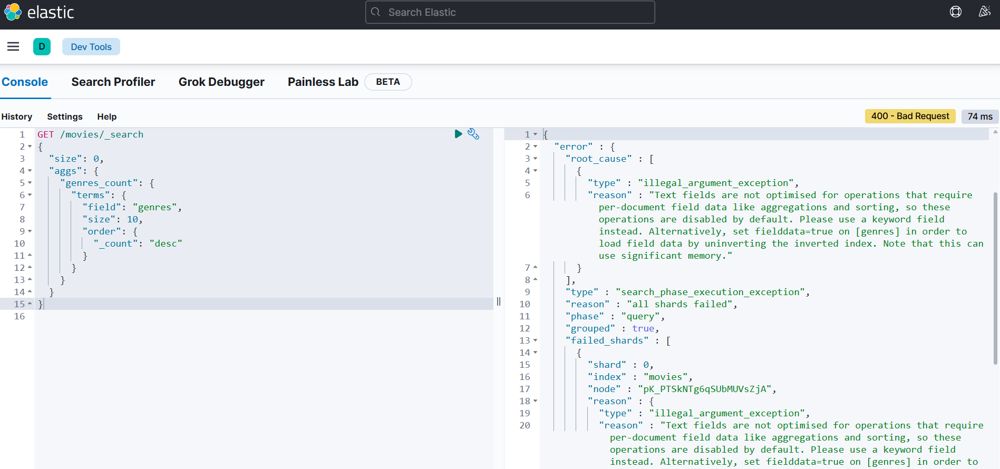 elastic
Search Elastic
D
Dev Tools
Console
Search Profiler
Grok Debugger
Painless Lab
BETA
History
Settings
Help
400 - Bad Request
74 ms
1 GET /movies/_search
2 {
3 "size": 0,
4 "aggs": {
5 "genres_count": {
6 "terms": {
7 "field": "genres",
8 "size": 10,
9 "order": {
10 "_count": "desc"
11 }
12 }
13 }
14 }
15 }
16
1 {
2 "error" : {
3 "root_cause" : [
4 {
5 "type" : "illegal_argument_exception",
6 "reason" : "Text fields are not optimised for operations that require
per-document field data like aggregations and sorting, so these
operations are disabled by default. Please use a keyword field
instead. Alternatively, set fielddata=true on [genres] in order to
load field data by uninverting the inverted index. Note that this can
use significant memory."
7 }
8 ],
9 "type" : "search_phase_execution_exception",
10 "reason" : "all shards failed",
11 "phase" : "query",
12 "grouped" : true,
13 "failed_shards" : [
14 {
15 "shard" : 0,
16 "index" : "movies",
17 "node" : "pK_PTSkNTg6qSUbMUVsZjA",
18 "reason" : {
19 "type" : "illegal_argument_exception",
20 "reason" : "Text fields are not optimised for operations that require
per-document field data like aggregations and sorting, so these
operations are disabled by default. Please use a keyword field
instead. Alternatively, set fielddata=true on [genres] in order to